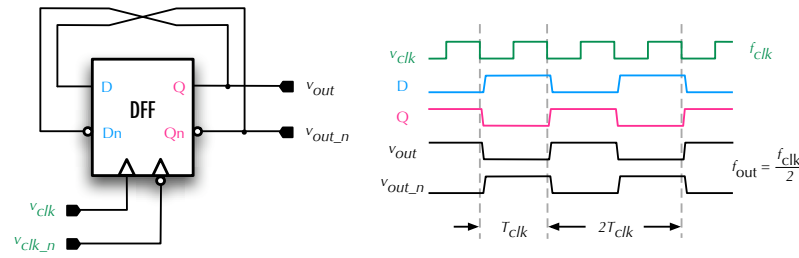 D
Q
DFF
Dn
Qn
v_out
v_out_n
v_clk
v_clk_n
v_clk
f_clk
D
Q
v_out
v_out_n
f_out = f_clk/2
T_clk
2T_clk